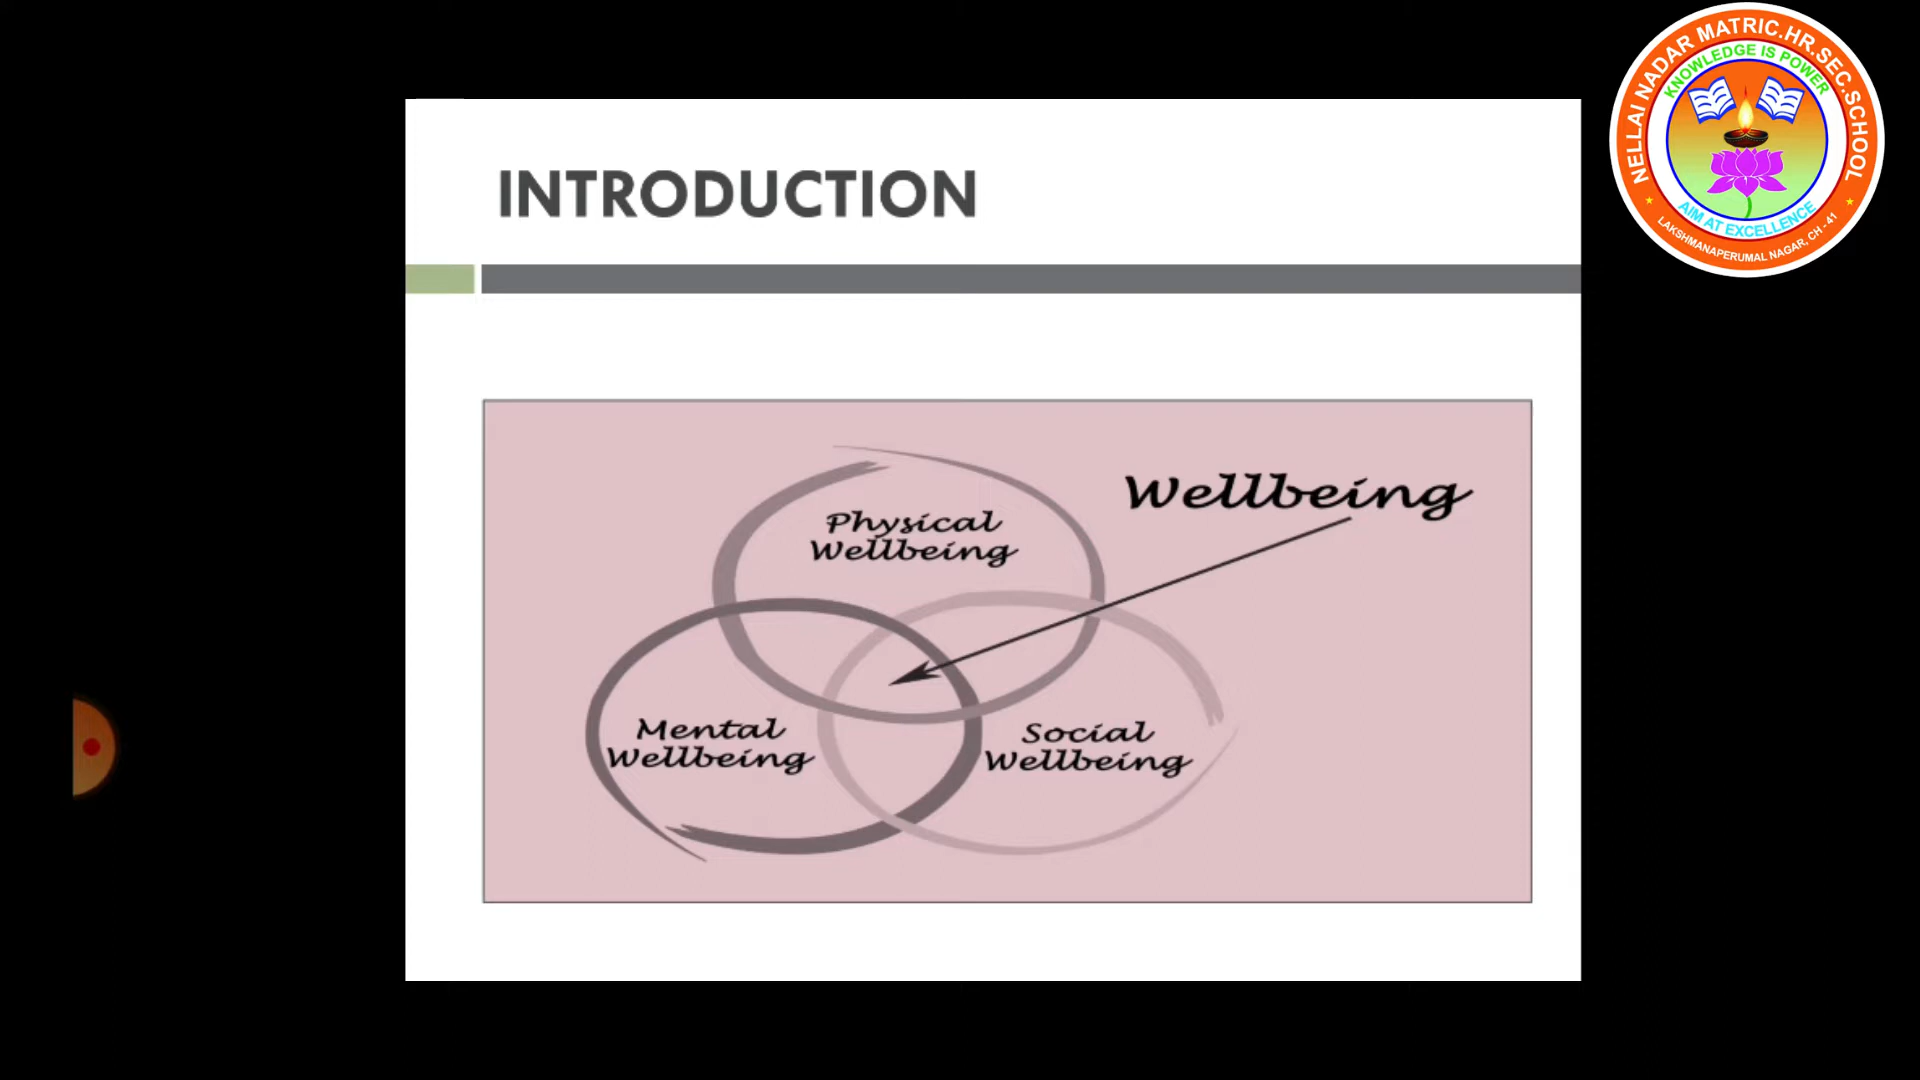 NELLAI NADAR MATRIC.HR.SEC.SCHOOL
KNOWLEDGE IS POWER
AIM AT EXCELLENCE
LAKSHMANAPERUMAL NAGAR, CH - 41
INTRODUCTION
Wellbeing
Physical
Wellbeing
Mental
Wellbeing
Social
Wellbeing